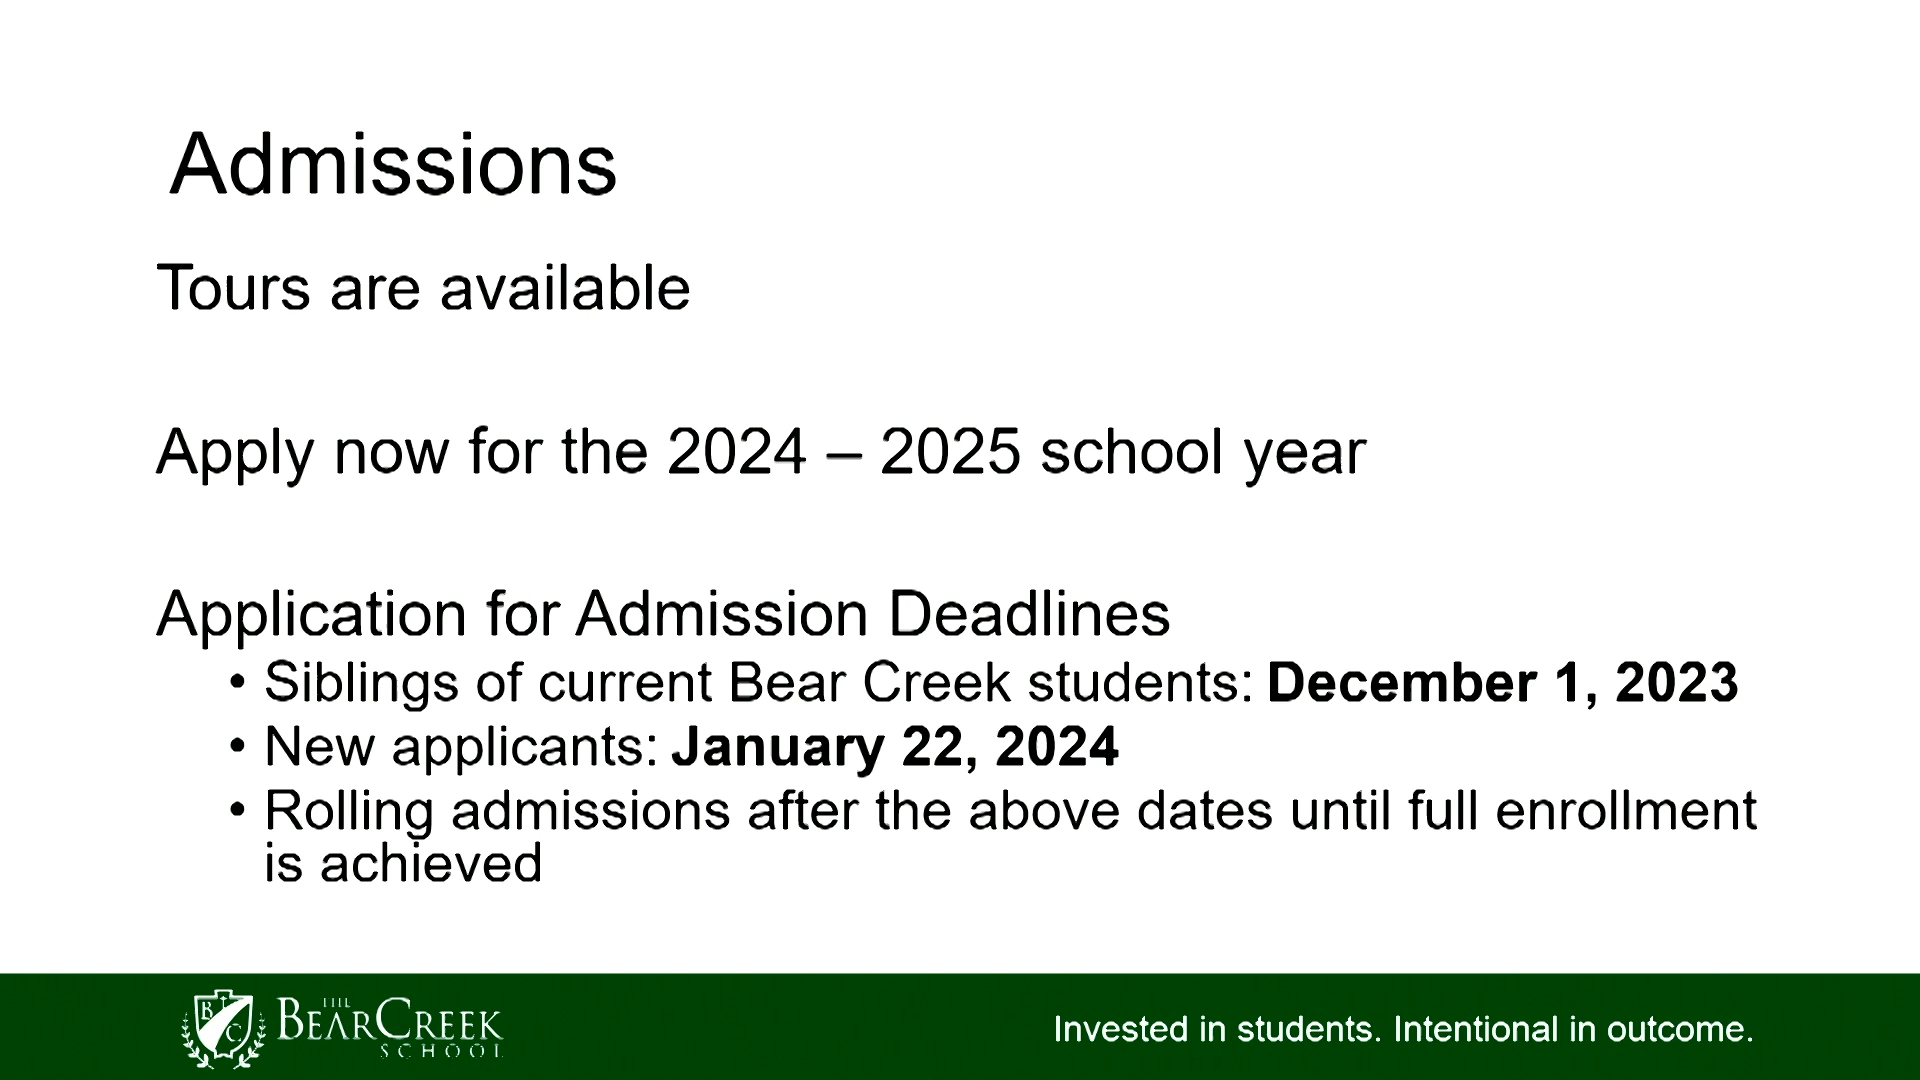 Admissions
Tours are available
Apply now for the 2024 – 2025 school year
Application for Admission Deadlines
• Siblings of current Bear Creek students: December 1, 2023
• New applicants: January 22, 2024
• Rolling admissions after the above dates until full enrollment
is achieved
B C
THE
BEAR CREEK
SCHOOL
Invested in students. Intentional in outcome.